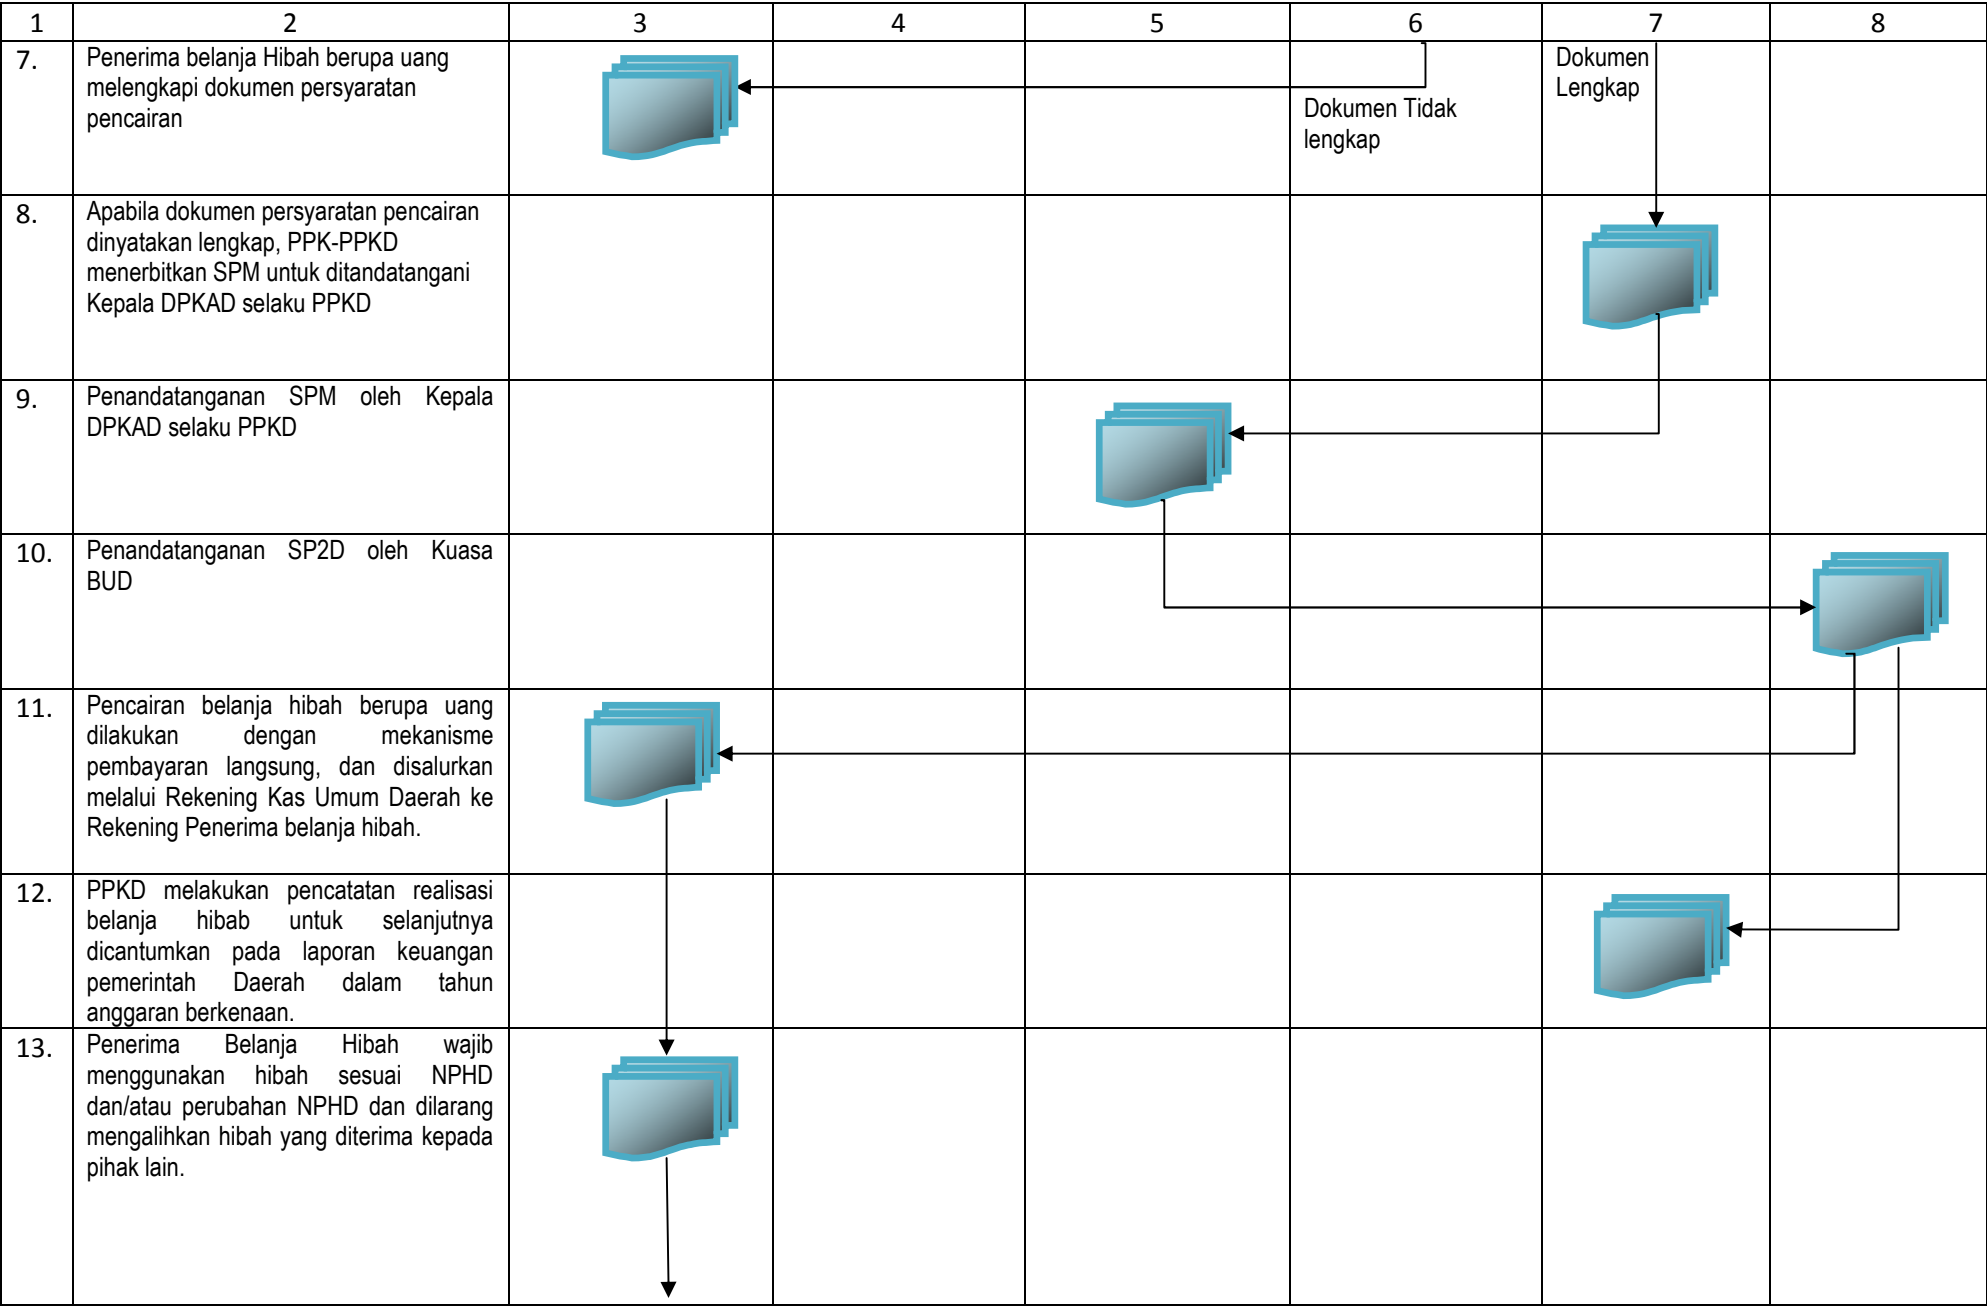 1 2 3 4 5 6 7 8
7. Penerima belanja Hibah berupa uang
melengkapi dokumen persyaratan
pencairan
Dokumen Tidak
lengkap
Dokumen
Lengkap
8. Apabila dokumen persyaratan pencairan
dinyatakan lengkap, PPK-PPKD
menerbitkan SPM untuk ditandatangani
Kepala DPKAD selaku PPKD
9. Penandatanganan SPM oleh Kepala
DPKAD selaku PPKD
10. Penandatanganan SP2D oleh Kuasa
BUD
11. Pencairan belanja hibah berupa uang
dilakukan dengan mekanisme
pembayaran langsung, dan disalurkan
melalui Rekening Kas Umum Daerah ke
Rekening Penerima belanja hibah.
12. PPKD melakukan pencatatan realisasi
belanja hibab untuk selanjutnya
dicantumkan pada laporan keuangan
pemerintah Daerah dalam tahun
anggaran berkenaan.
13. Penerima Belanja Hibah wajib
menggunakan hibah sesuai NPHD
dan/atau perubahan NPHD dan dilarang
mengalihkan hibah yang diterima kepada
pihak lain.